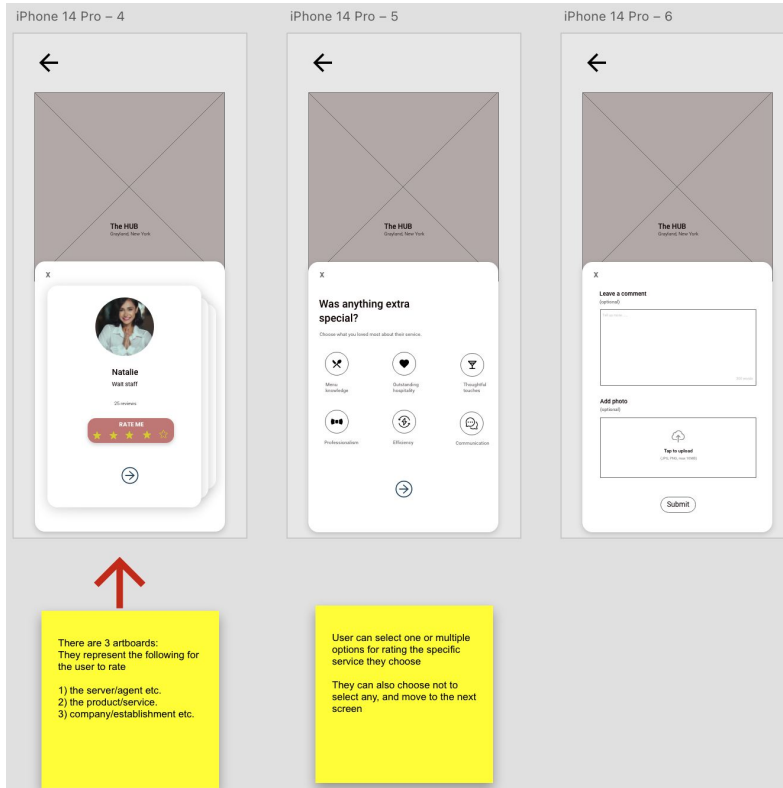 iPhone 14 Pro – 4
The HUB
Grayland, New York
X
Natalie
Wait staff
25 reviews
RATE ME
There are 3 artboards:
They represent the following for
the user to rate
1) the server/agent etc.
2) the product/service.
3) company/establishment etc.
iPhone 14 Pro – 5
The HUB
Grayland, New York
X
Was anything extra
special?
Choose what you loved most about their service.
Menu
knowledge
Outstanding
hospitality
Thoughtful
touches
Professionalism
Efficiency
Communication
User can select one or multiple
options for rating the specific
service they choose
They can also choose not to
select any, and move to the next
screen
iPhone 14 Pro – 6
The HUB
Grayland, New York
X
Leave a comment
(optional)
Add photo
(optional)
Tap to upload
Submit